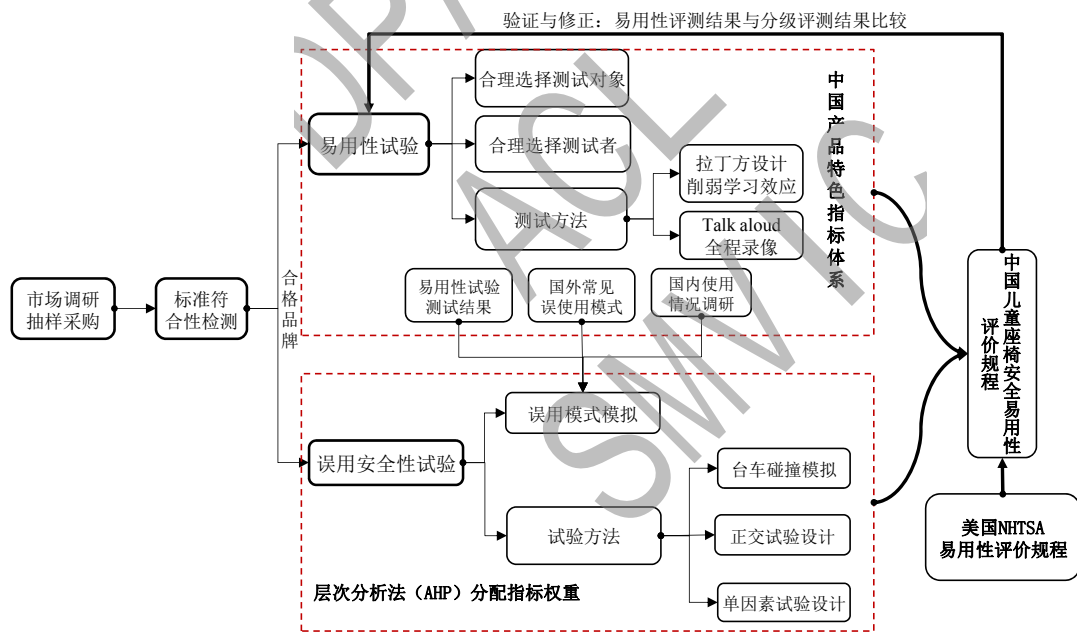 验证与修正：易用性评测结果与分级评测结果比较
合理选择测试对象
易用性试验
合理选择测试者
拉丁方设计
削弱学习效应
测试方法
Talk aloud
全程录像
中国产品特色指标体系
市场调研
抽样采购
标准符
合性检测
合格品牌
易用性试验
测试结果
国外常见
误使用模式
国内使用
情况调研
误用模式模拟
误用安全性试验
台车碰撞模拟
试验方法
正交试验设计
单因素试验设计
层次分析法（AHP）分配指标权重
中国儿童座椅安全易用性
评价规程
美国NHTSA
易用性评价规程
ACL
SMVIC